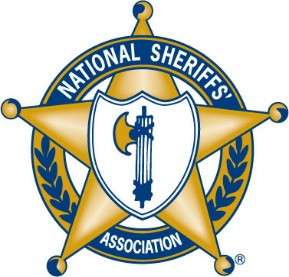 NATIONAL SHERIFFS'
ASSOCIATION
®